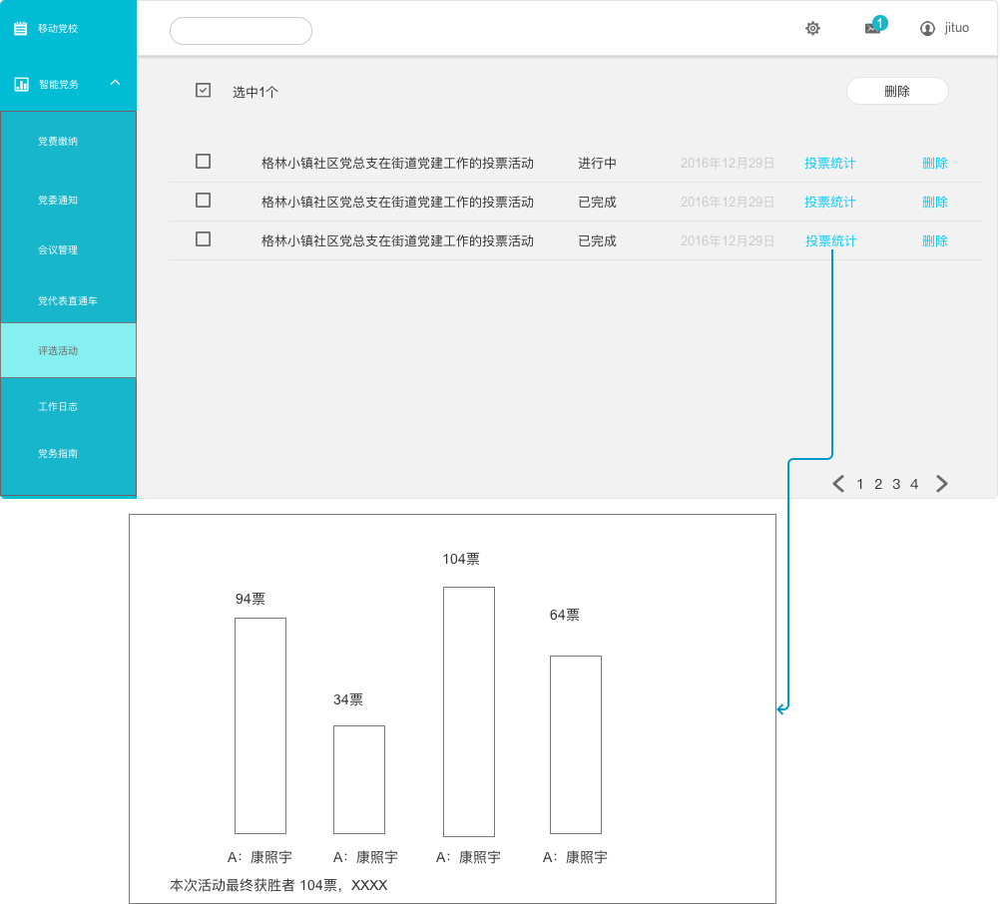 移动党校
1
jituo
智能党务
选中1个
删除
党费缴纳
党委通知
会议管理
党代表直通车
评选活动
工作日志
党务指南
格林小镇社区党总支在街道党建工作的投票活动 进行中 2016年12月29日 投票统计 删除
格林小镇社区党总支在街道党建工作的投票活动 已完成 2016年12月29日 投票统计 删除
格林小镇社区党总支在街道党建工作的投票活动 已完成 2016年12月29日 投票统计 删除
1 2 3 4
94票
34票
104票
64票
A：康照宇 A：康照宇 A：康照宇 A：康照宇
本次活动最终获胜者 104票，XXXX